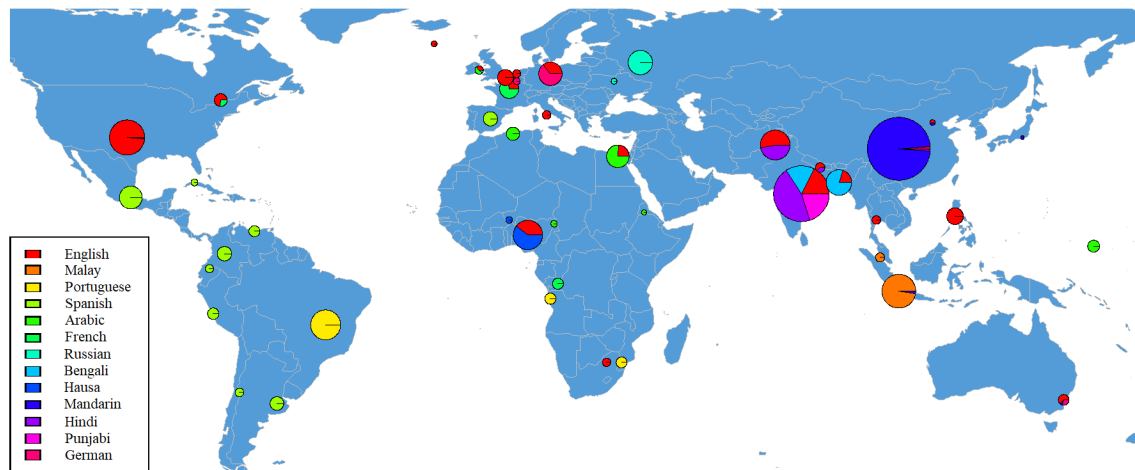 English
Malay
Portuguese
Spanish
Arabic
French
Russian
Bengali
Hausa
Mandarin
Hindi
Punjabi
German